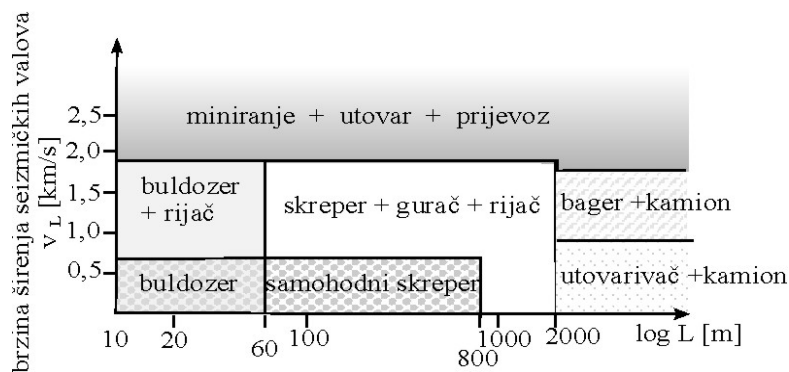 brzina širenja seizmičkih valova
v L [km/s]
2,5
2,0
1,5
1,0
0,5
miniranje + utovar + prijevoz
buldozer
+ rijač
skreper + gurač + rijač
bager +kamion
buldozer
samohodni skreper
utovarivač +kamion
10
20
60
100
800
1000
2000
log L [m]